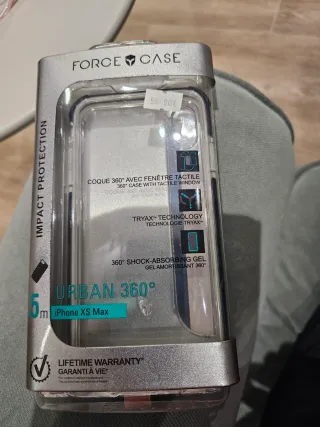 FORCE CASE
IMPACT PROTECTION
COQUE 360° AVEC FENÊTRE TACTILE
360° CASE WITH TACTILE WINDOW
TRYAX™ TECHNOLOGY
TECHNOLOGIE TRYAX™
360° SHOCK-ABSORBING GEL
GEL AMORTISSANT 360°
URBAN 360°
5m
iPhone XS Max
LIFETIME WARRANTY*
GARANTI À VIE*